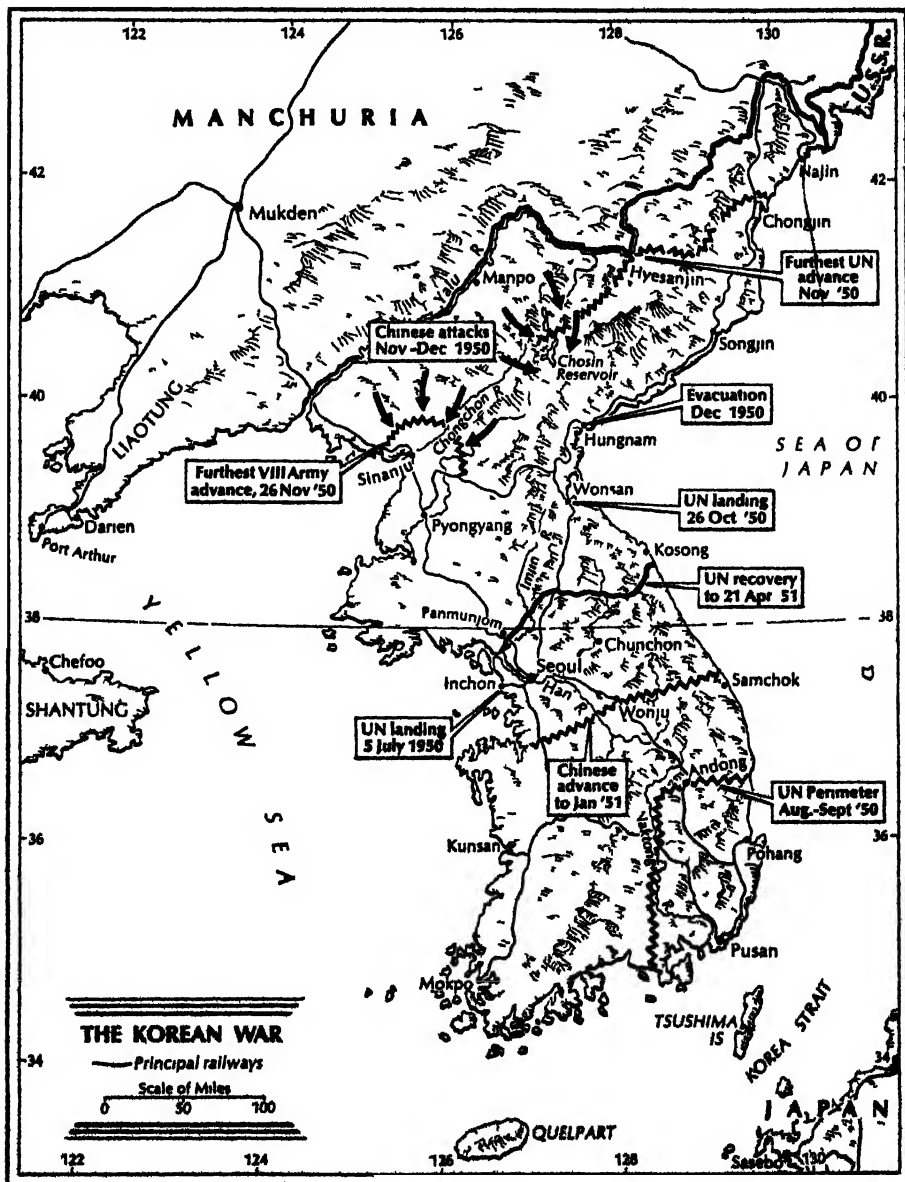 122
124
126
128
130
U.S.S.R.
MANCHURIA
42
Mukden
Najin
Chongjin
Yalu R
Manpo
Hyesanjin
Furthest UN
advance
Nov '50
Chinese attacks
Nov-Dec 1950
Chosin
Reservoir
Songjin
40
40
LIAOTUNG
Chongchon R
Evacuation
Dec 1950
Hungnam
SEA OF
JAPAN
Furthest VIII Army
advance, 26 Nov '50
Sinanju
Wonsan
UN landing
26 Oct '50
Darien
Port Arthur
Pyongyang
Kosong
UN recovery
to 21 Apr 51
38
38
Panmunjom
YELLOW SEA
Chefoo
Chunchon
Seoul
Inchon
Han R
Samchok
SHANTUNG
Wonju
UN landing
5 July 1950
Chinese
advance
to Jan '51
Andong
UN Perimeter
Aug.-Sept '50
Naktong
36
36
Kunsan
Pohang
Pusan
Mokpo
TSUSHIMA
IS
KOREA STRAIT
THE KOREAN WAR
Principal railways
Scale of Miles
0 50 100
34
34
JAPAN
QUELPART
Sasebo
122
124
126
128
130